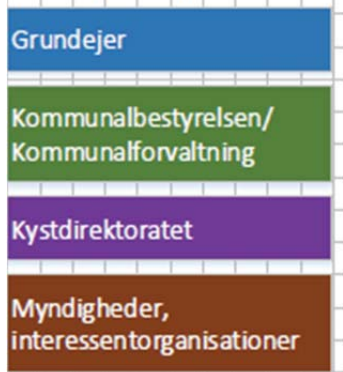 Grundejer
Kommunalbestyrelsen/
Kommunalforvaltning
Kystdirektoratet
Myndigheder,
interessentorganisationer